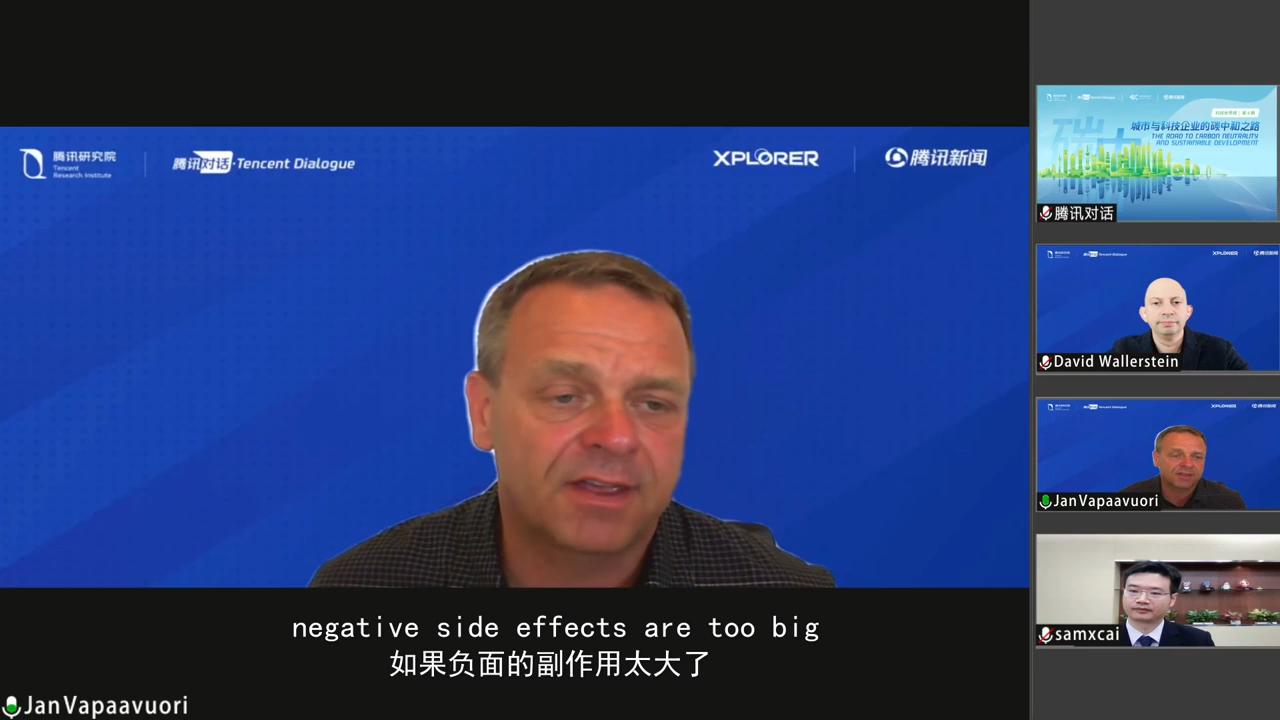 腾讯研究院
Tencent
Research Institute
腾讯对话·Tencent Dialogue
XPLORER
腾讯新闻
negative side effects are too big
如果负面的副作用太大了
JanVapaavuori
城市与科技企业的碳中和之路
THE ROAD TO CARBON NEUTRALITY
AND SUSTAINABLE DEVELOPMENT
腾讯对话
XPLORER
David Wallerstein
XPLORER
JanVapaavuori
samxcai